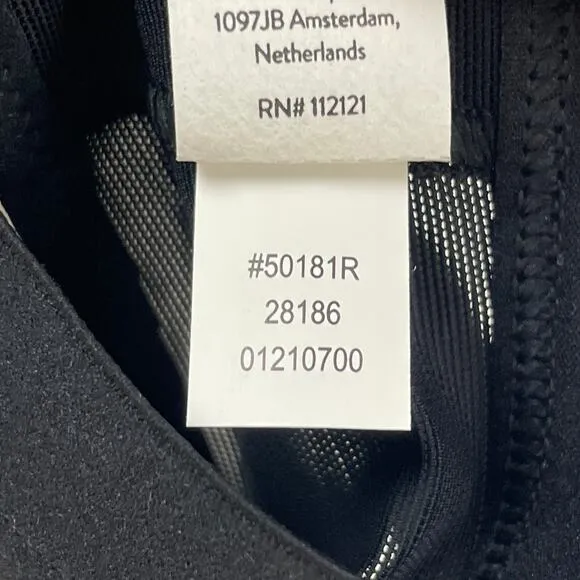 1097JB Amsterdam,
Netherlands
RN# 112121
#50181R
28186
01210700